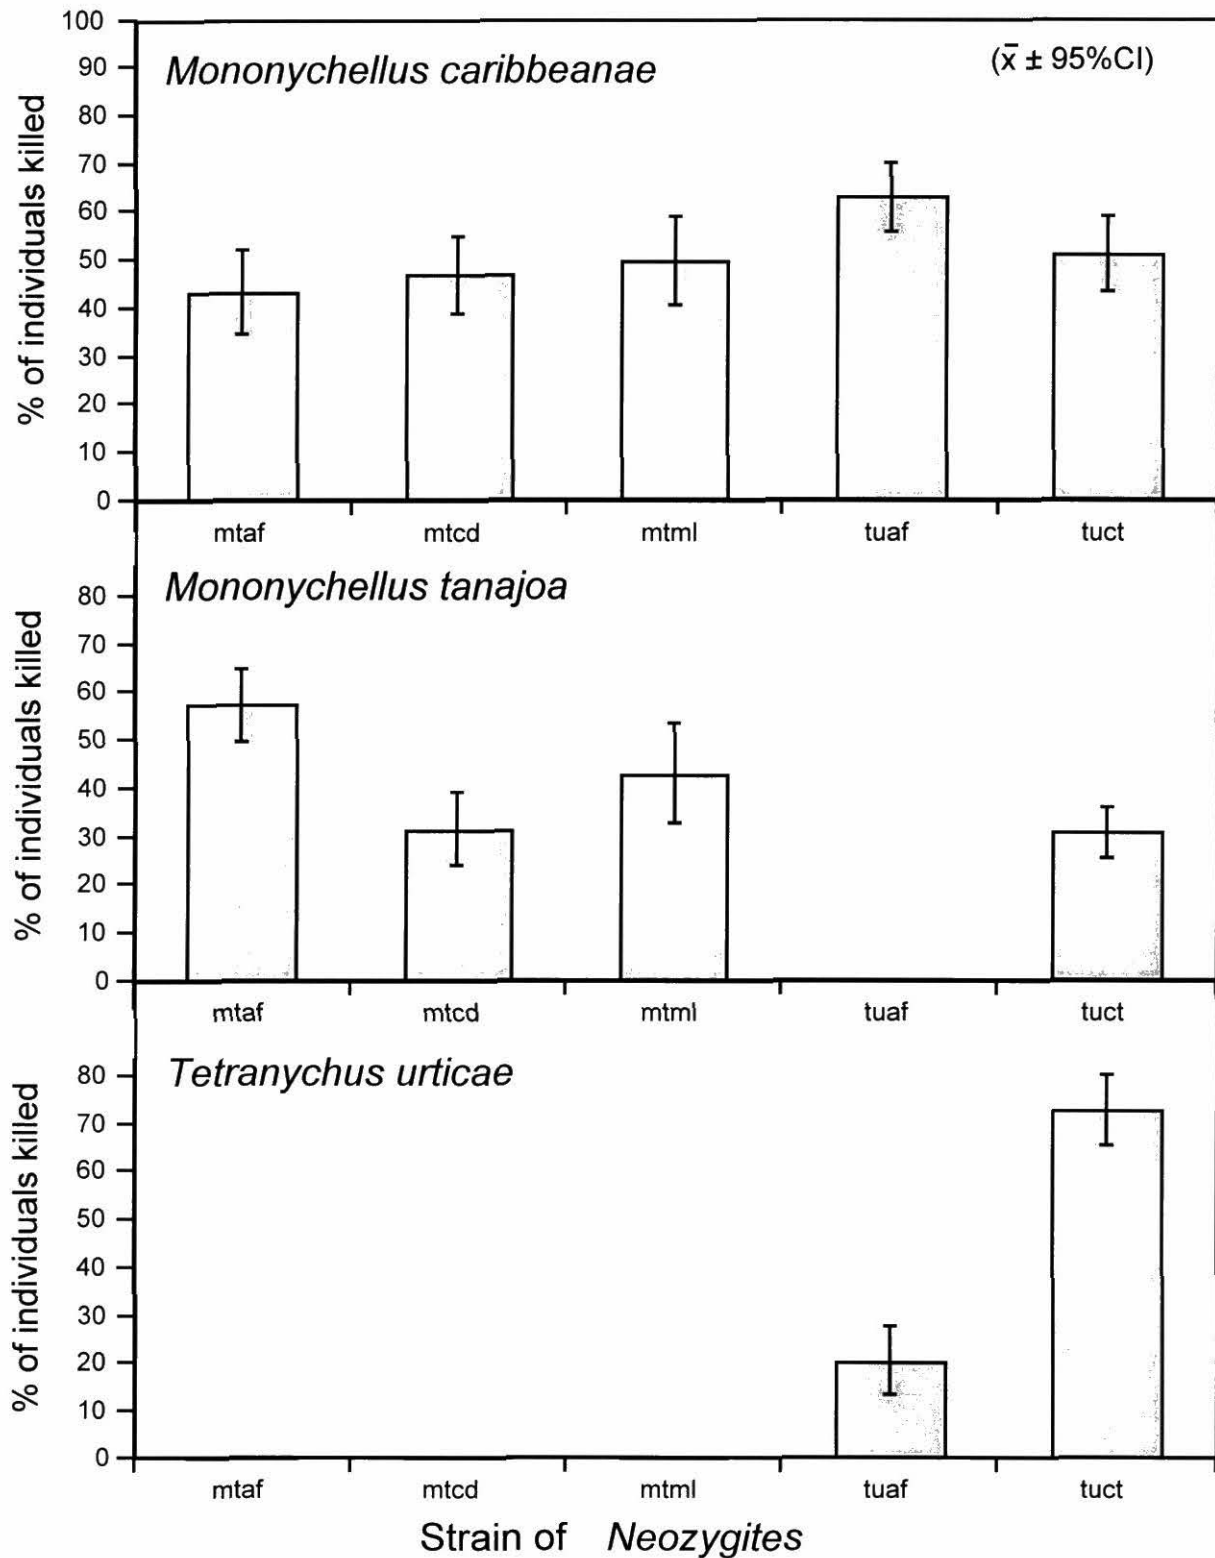 100
90
80
70
60
50
40
30
20
10
0
% of individuals killed
Mononychellus caribbeanae
(x̄ ± 95%CI)
mtaf mtcd mtml tuaf tuct
80
70
60
50
40
30
20
10
0
% of individuals killed
Mononychellus tanajoa
mtaf mtcd mtml tuaf tuct
80
70
60
50
40
30
20
10
0
% of individuals killed
Tetranychus urticae
mtaf mtcd mtml tuaf tuct
Strain of Neozygites